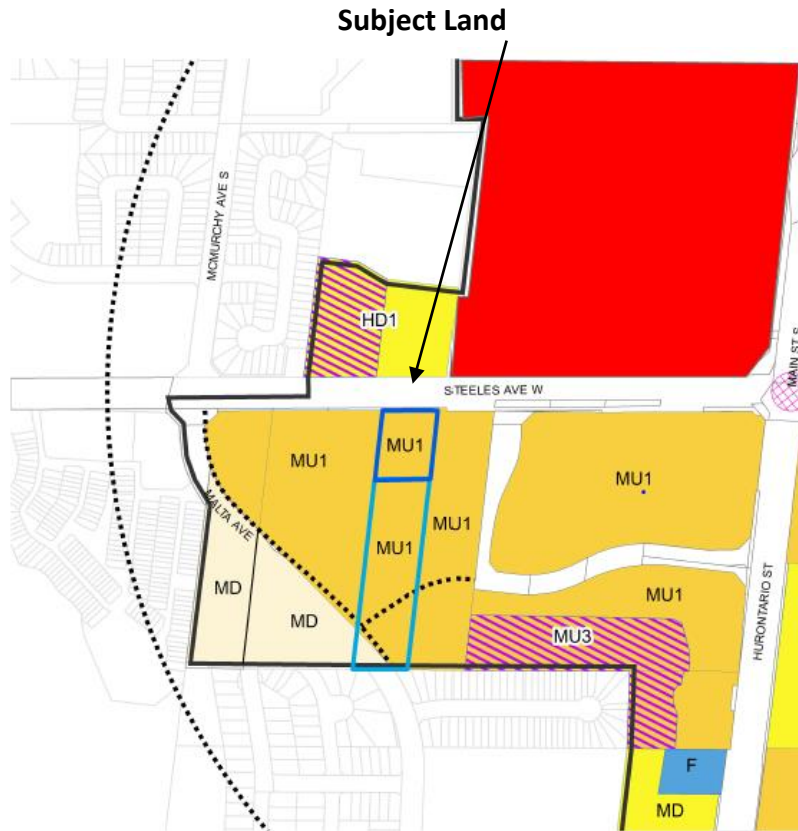 Subject Land
MCMURCHY AVE S
HD1
MAIN ST S
STEELES AVE W
MU1
MU1
MU1
MALTA AVE
MU1
MU1
MD
MD
MU1
MU3
HURONTARIO ST
F
MD